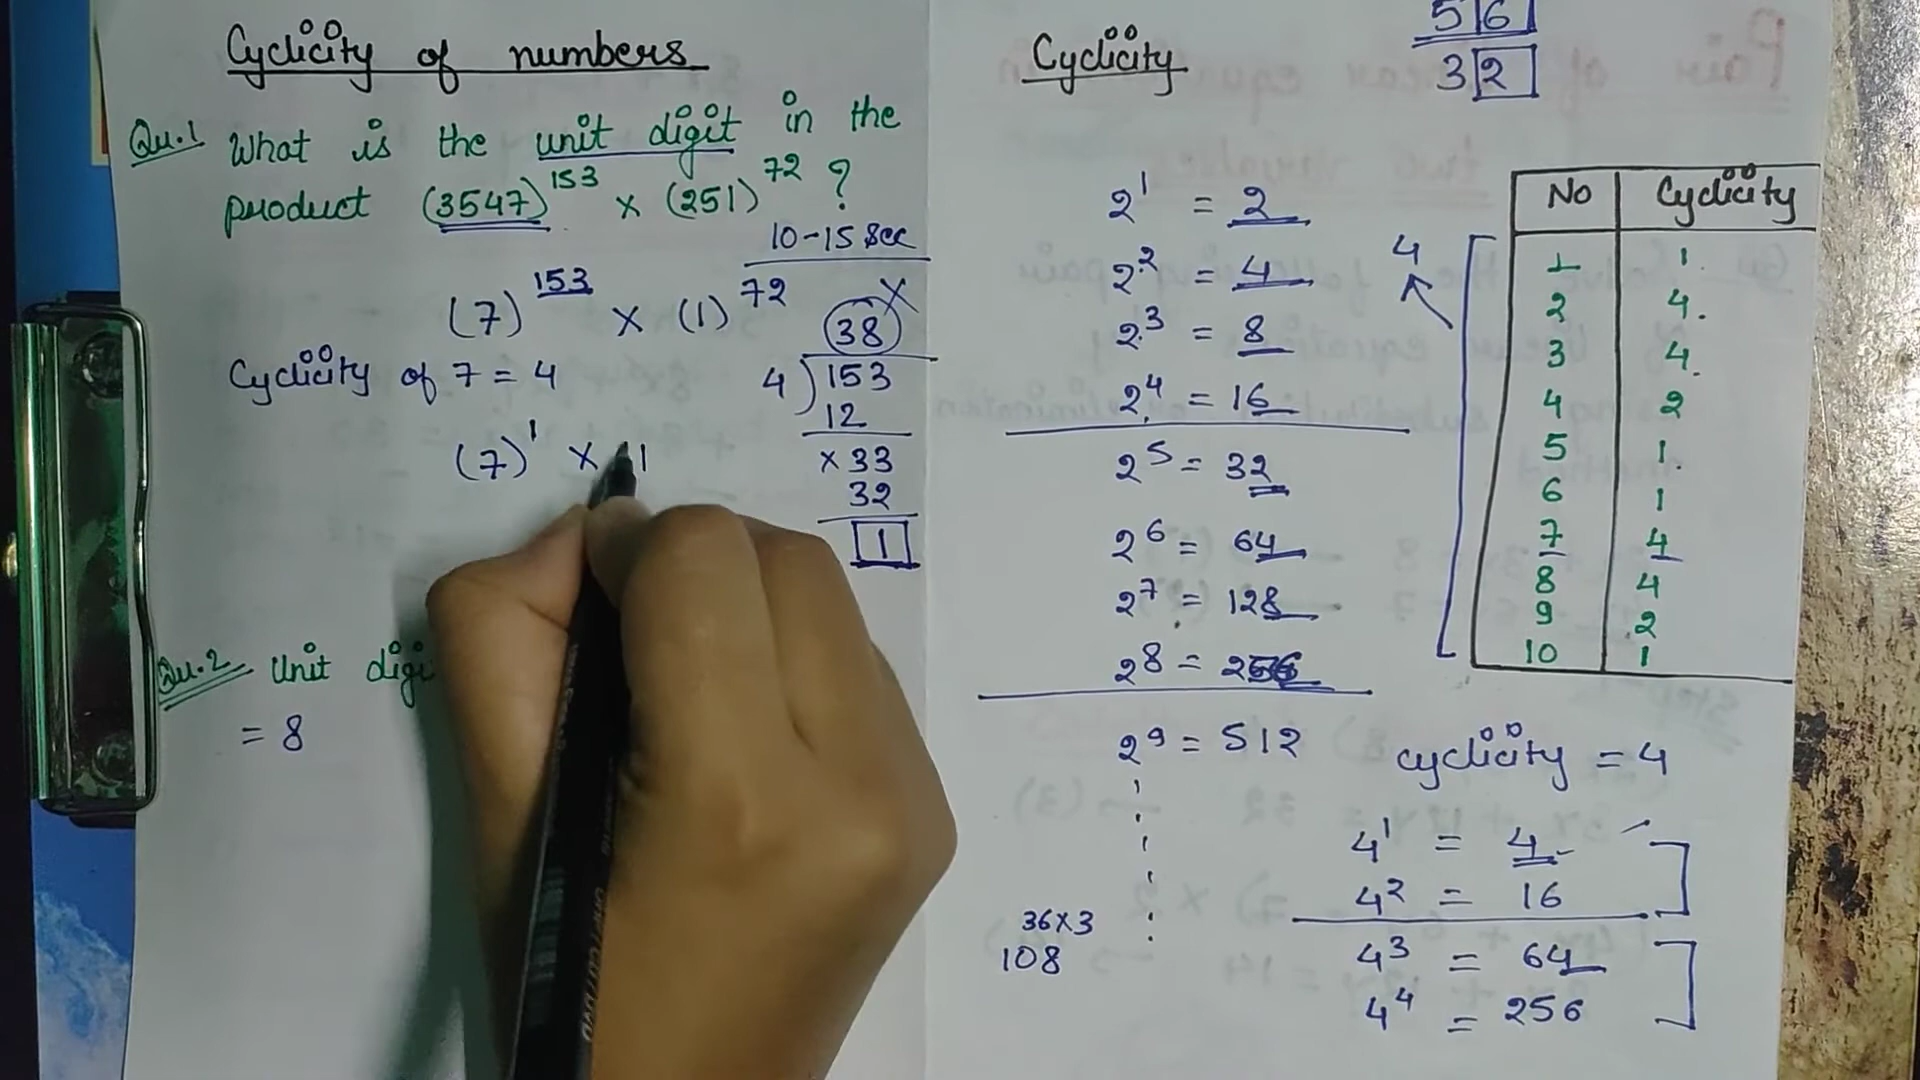 Cyclicity of numbers
Qu.1 What is the unit digit in the
product (3547)^153 × (251)^72 ?
10-15 sec
(7)^153 × (1)^72
Cyclicity of 7 = 4
38 ×
4)153
12
×33
32
1
(7)^1 × 1
Qu.2 Unit digi
= 8
Cyclicity
56
32
2^1 = 2
2^2 = 4
2^3 = 8
2^4 = 16
2^5 = 32
2^6 = 64
2^7 = 128
2^8 = 256
2^9 = 512
36×3
108
4
No Cyclicity
1 1
2 4
3 4
4 2
5 1
6 1
7 4
8 4
9 2
10 1
cyclicity = 4
4^1 = 4
4^2 = 16
4^3 = 64
4^4 = 256